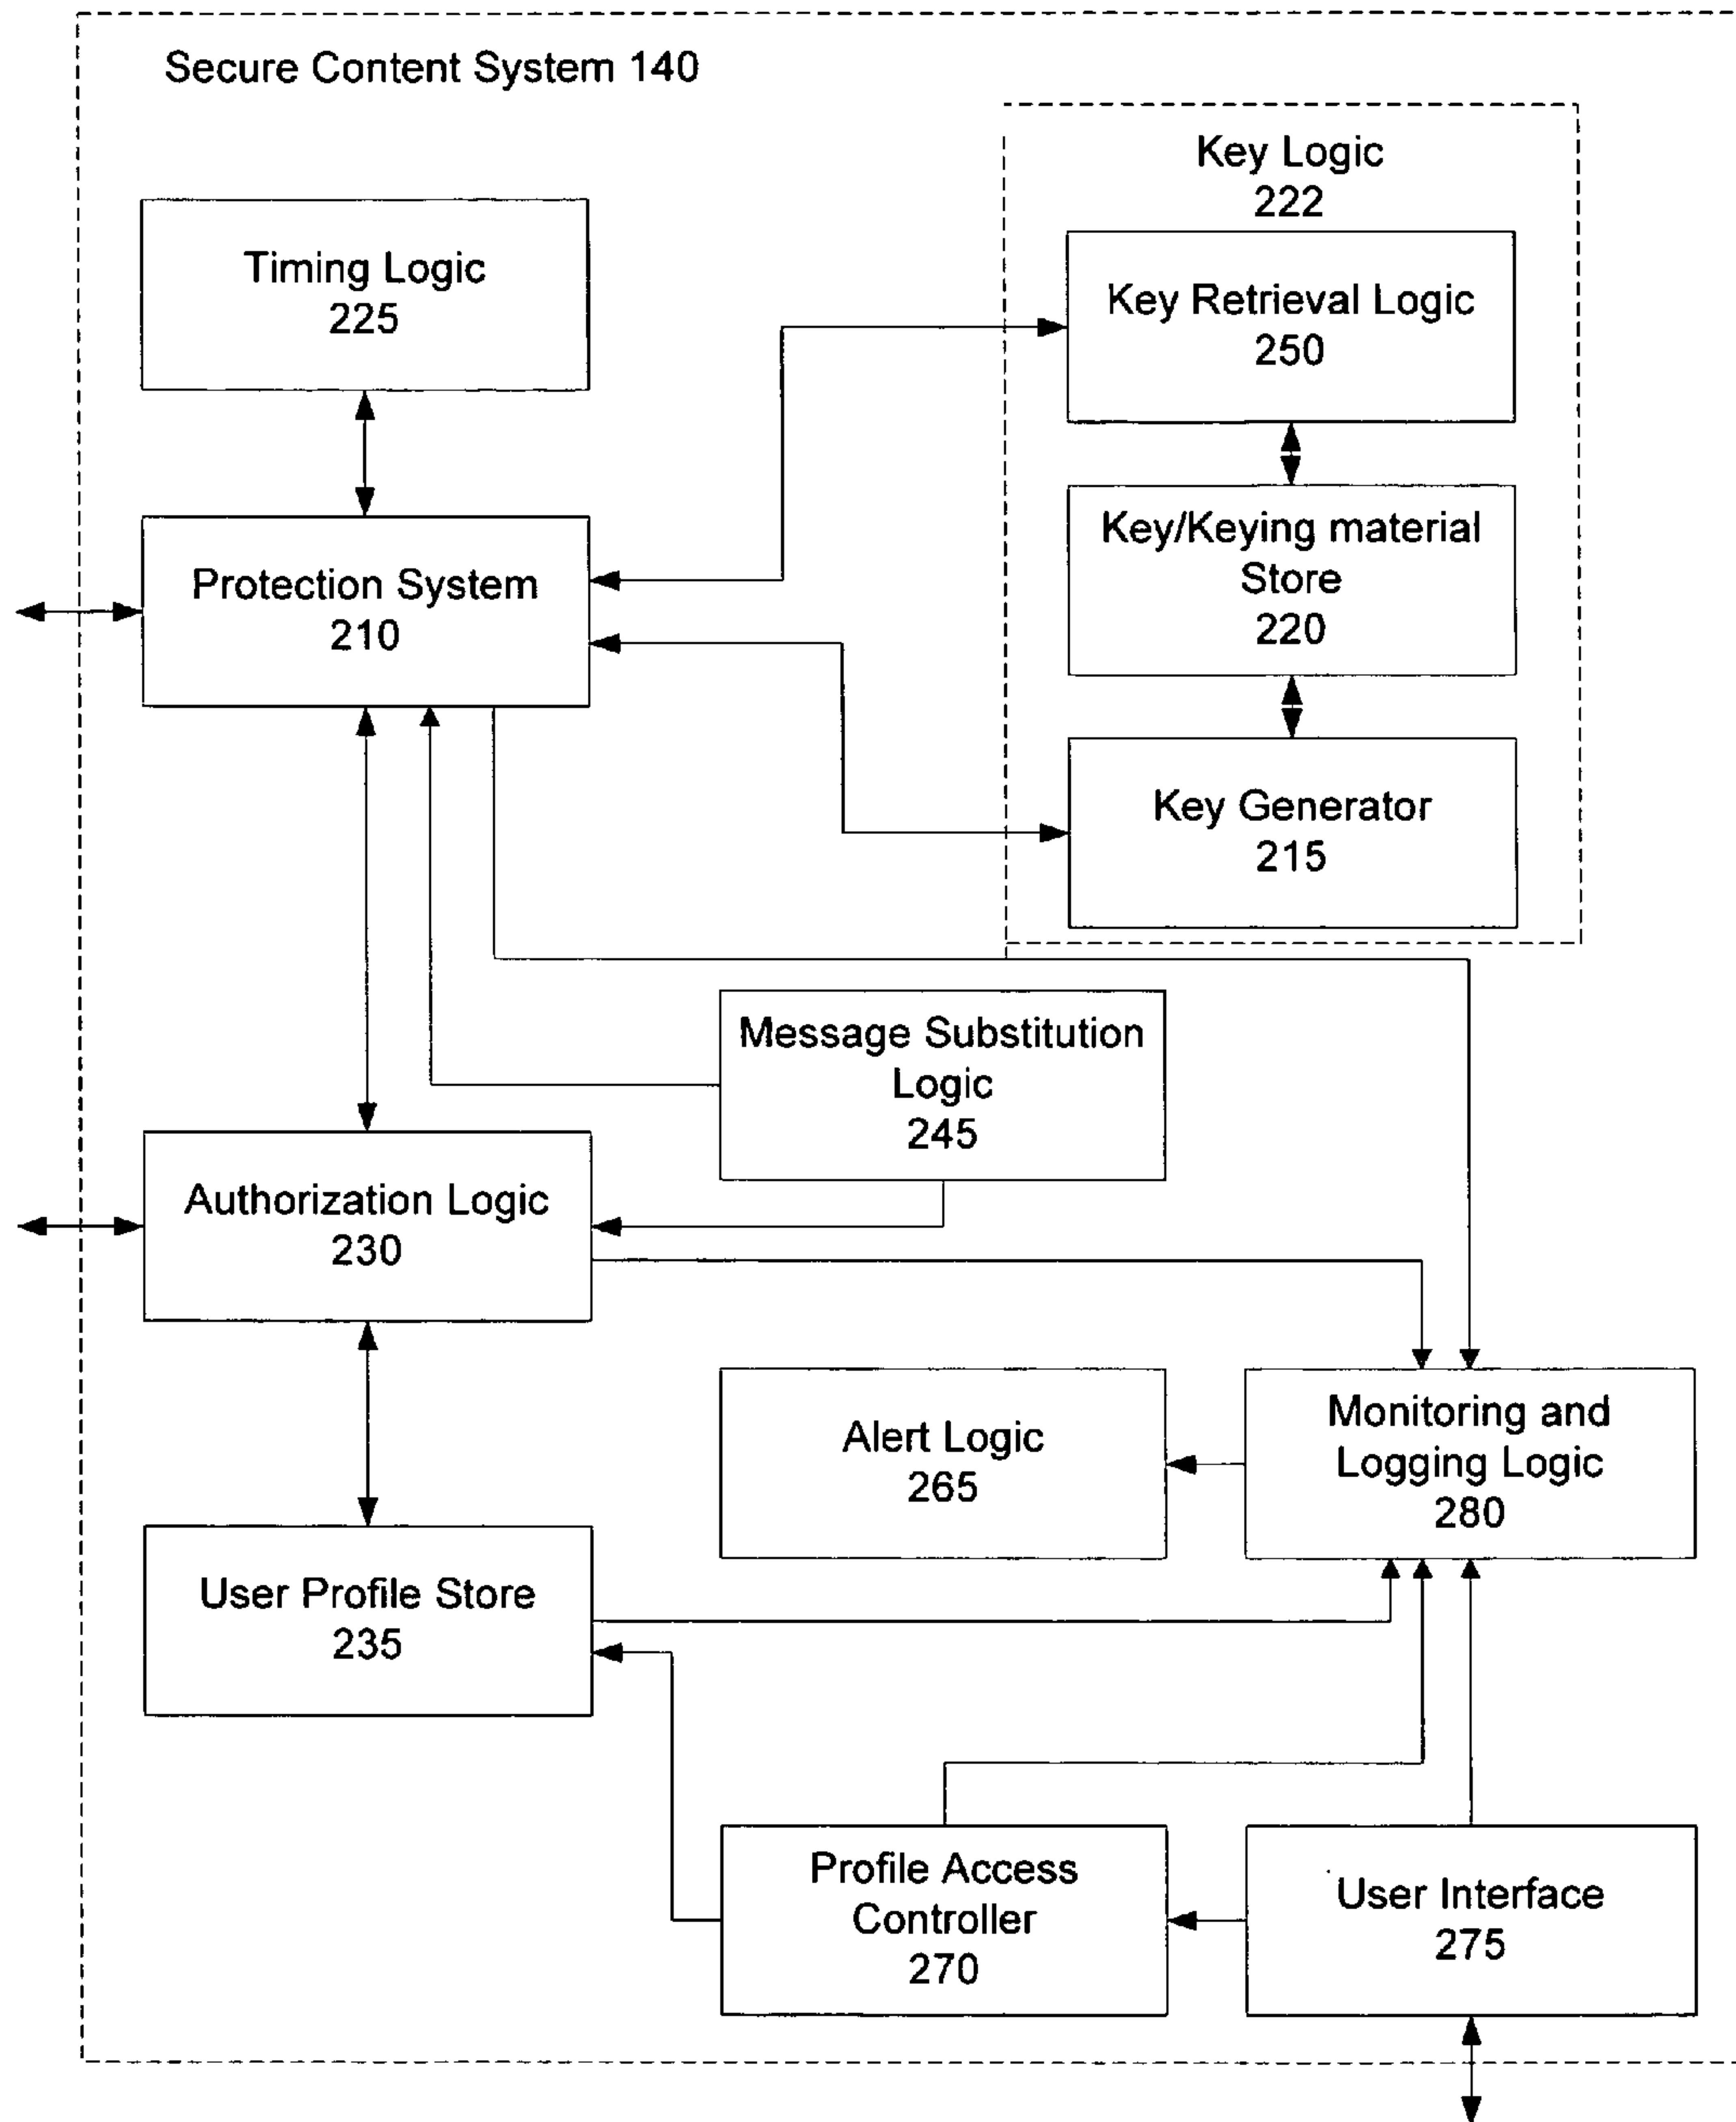 Secure Content System 140
Key Logic
222
Timing Logic
225
Key Retrieval Logic
250
Key/Keying material
Store
220
Protection System
210
Key Generator
215
Message Substitution
Logic
245
Authorization Logic
230
Alert Logic
265
Monitoring and
Logging Logic
280
User Profile Store
235
Profile Access
Controller
270
User Interface
275